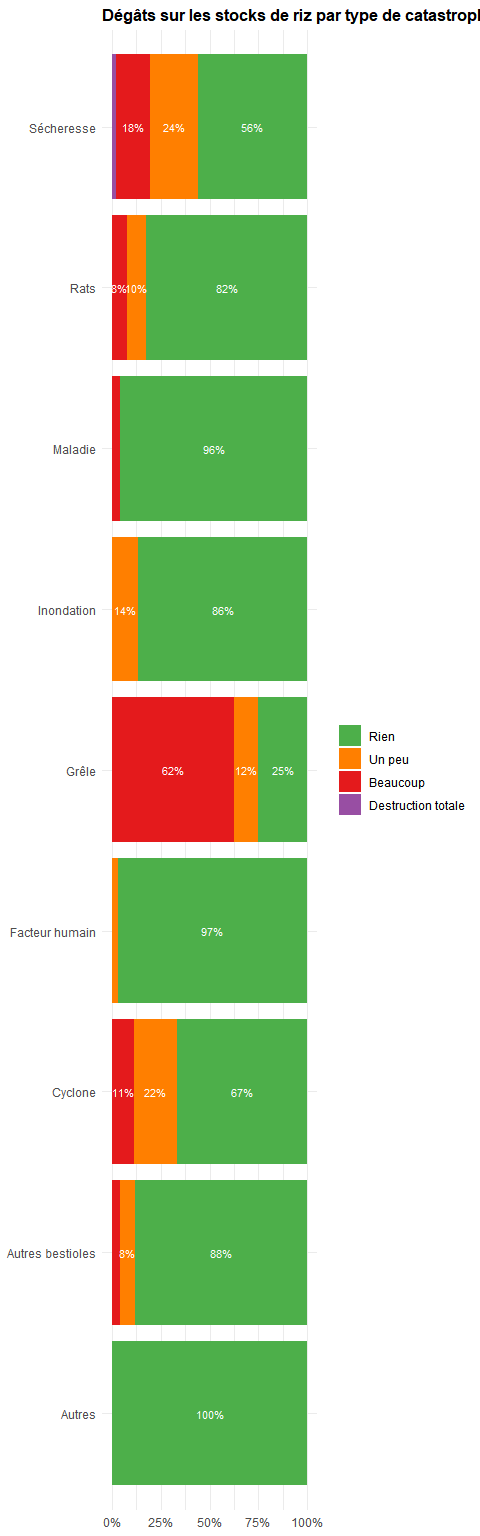 Dégâts sur les stocks de riz par type de catastroph
Sécheresse
18% 24% 56%
Rats
8% 10% 82%
Maladie
96%
Inondation
14% 86%
Grêle
62% 12% 25%
Rien
Un peu
Beaucoup
Destruction totale
Facteur humain
97%
Cyclone
11% 22% 67%
Autres bestioles
8% 88%
Autres
100%
0% 25% 50% 75% 100%